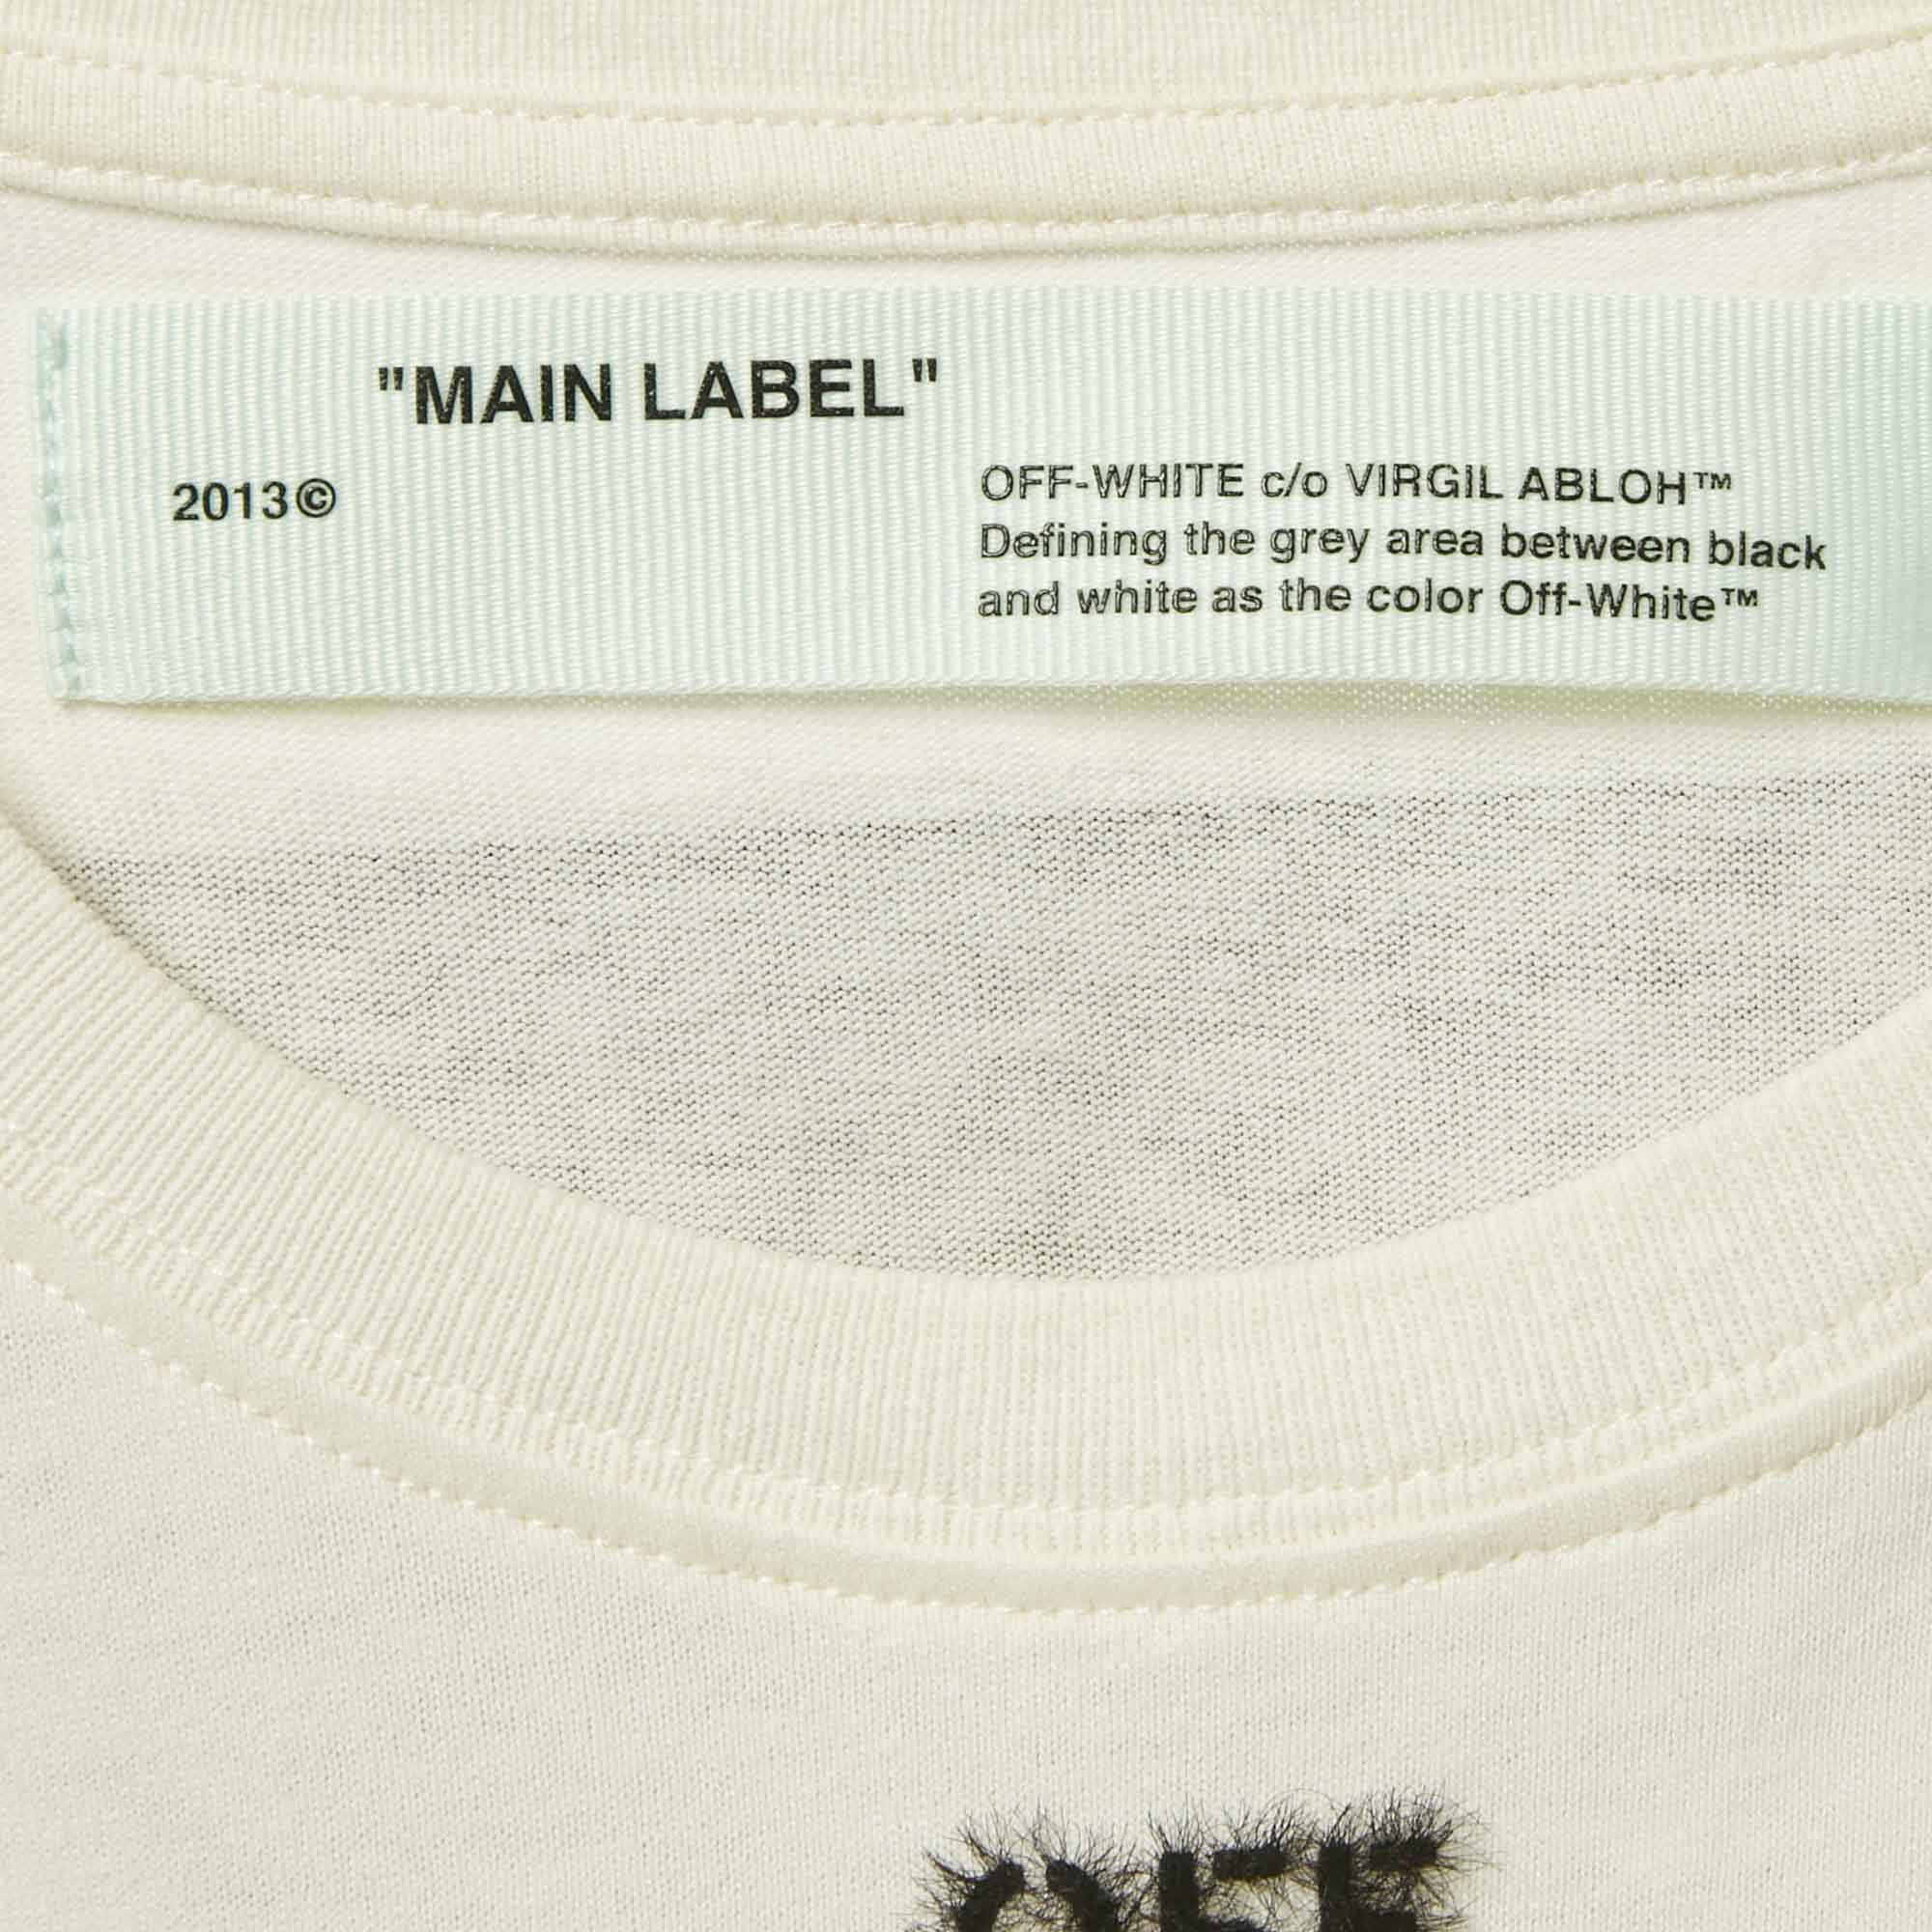 "MAIN LABEL"
2013©
OFF-WHITE c/o VIRGIL ABLOH™
Defining the grey area between black
and white as the color Off-White™
OFF